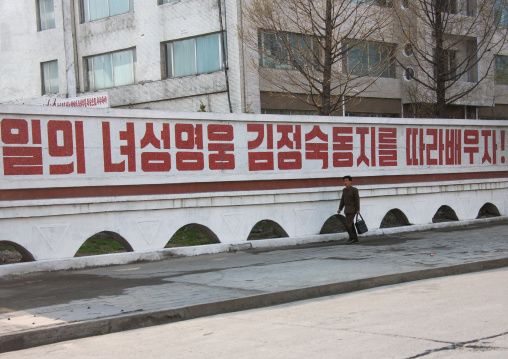 일의 녀성영웅 김정숙동지를 따라배우자!